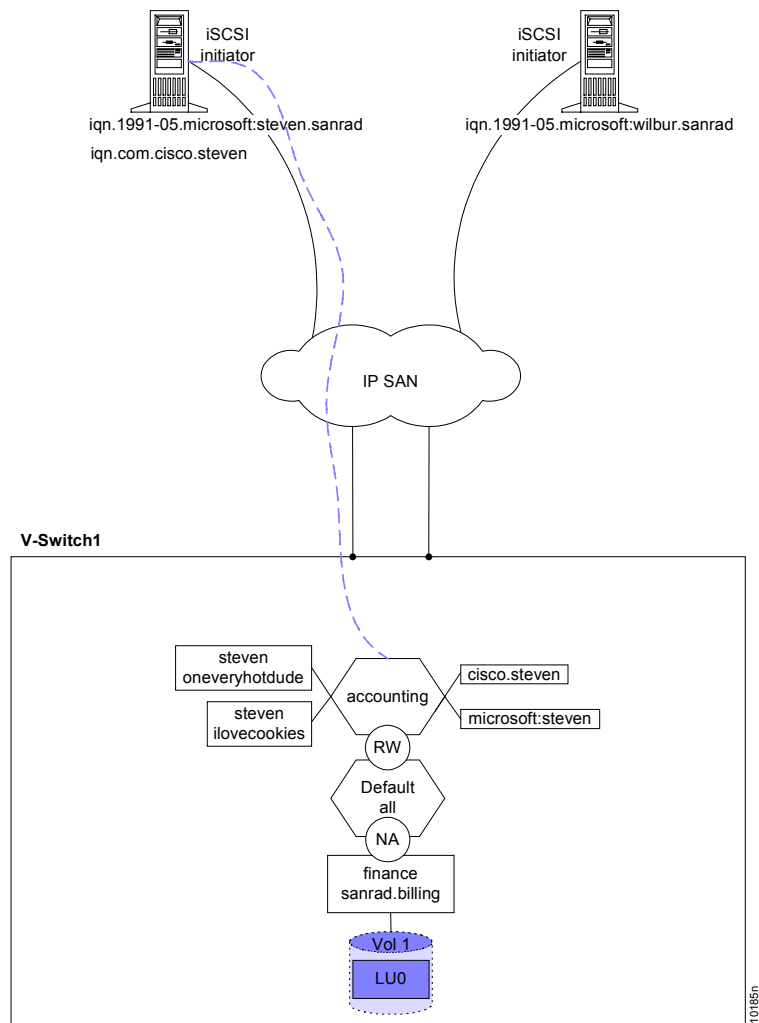 iSCSI
initiator
iSCSI
initiator
iqn.1991-05.microsoft:steven.sanrad
iqn.1991-05.microsoft:wilbur.sanrad
iqn.com.cisco.steven
IP SAN
V-Switch1
steven
oneveryhotdude
steven
ilovecookies
accounting
cisco.steven
microsoft:steven
RW
Default
all
NA
finance
sanrad.billing
Vol 1
LU0
10185n